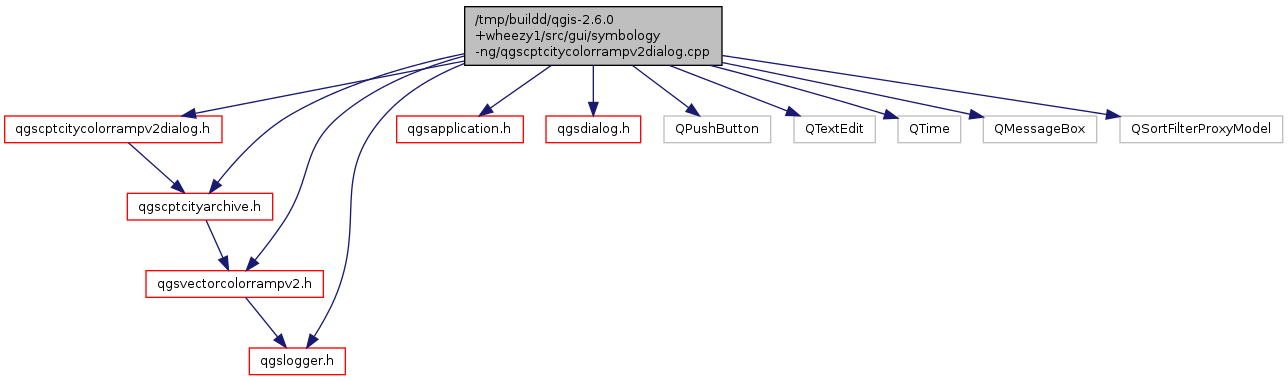 /tmp/buildd/qgis-2.6.0
+wheezy1/src/gui/symbology
-ng/qgscptcitycolorrampv2dialog.cpp
qgscptcitycolorrampv2dialog.h
qgsapplication.h
qgsdialog.h
QPushButton
QTextEdit
QTime
QMessageBox
QSortFilterProxyModel
qgscptcityarchive.h
qgsvectorcolorrampv2.h
qgslogger.h